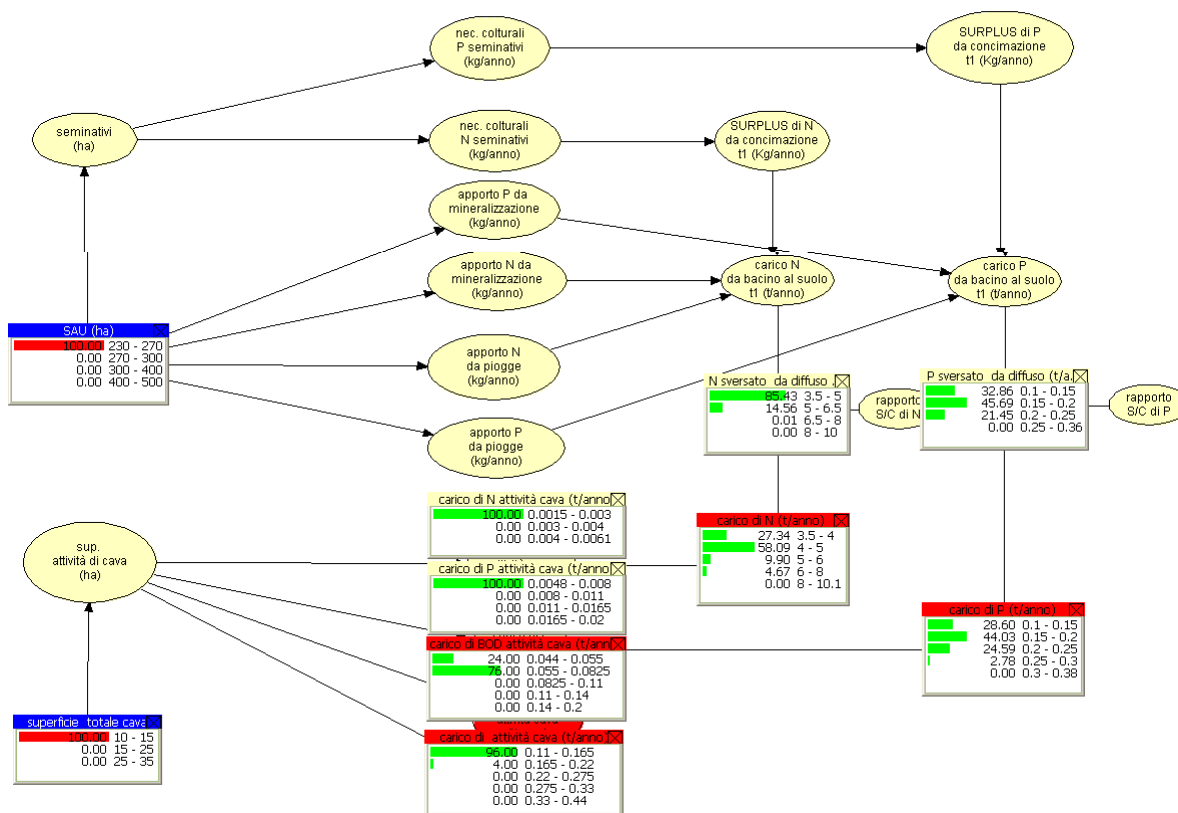 nec. colturali
P seminativi
(kg/anno)
SURPLUS di P
da concimazione
t1 (Kg/anno)
seminativi
(ha)
nec. colturali
N seminativi
(kg/anno)
SURPLUS di N
da concimazione
t1 (Kg/anno)
apporto P da
mineralizzazione
(kg/anno)
apporto N da
mineralizzazione
(kg/anno)
carico N
da bacino al suolo
t1 (t/anno)
carico P
da bacino al suolo
t1 (t/anno)
SAU (ha)
100.00 230 - 270
0.00 270 - 300
0.00 300 - 400
0.00 400 - 500
apporto N
da piogge
(kg/anno)
N sversato da diffuso
85.43 3.5 - 5
14.56 5 - 6.5
0.01 6.5 - 8
0.00 8 - 10
rapporto
S/C di N
P sversato da diffuso (t/a.
32.86 0.1 - 0.15
45.69 0.15 - 0.2
21.45 0.2 - 0.25
0.00 0.25 - 0.36
rapporto
S/C di P
apporto P
da piogge
(kg/anno)
carico di N attività cava (t/anno
100.00 0.0015 - 0.003
0.00 0.003 - 0.004
0.00 0.004 - 0.0061
sup.
attività di cava
(ha)
carico di P attività cava (t/anno)
100.00 0.0048 - 0.008
0.00 0.008 - 0.011
0.00 0.011 - 0.0165
0.00 0.0165 - 0.02
carico di N (t/anno)
27.34 3.5 - 4
58.09 4 - 5
9.90 5 - 6
4.67 6 - 8
0.00 8 - 10.1
carico di P (t/anno)
28.60 0.1 - 0.15
44.03 0.15 - 0.2
24.59 0.2 - 0.25
2.78 0.25 - 0.3
0.00 0.3 - 0.38
carico di BOD attività cava (t/ann
24.00 0.044 - 0.055
76.00 0.055 - 0.0825
0.00 0.0825 - 0.11
0.00 0.11 - 0.14
0.00 0.14 - 0.2
superficie totale cava
100.00 10 - 15
0.00 15 - 25
0.00 25 - 35
carico di attività cava (t/anno)
96.00 0.11 - 0.165
4.00 0.165 - 0.22
0.00 0.22 - 0.275
0.00 0.275 - 0.33
0.00 0.33 - 0.44